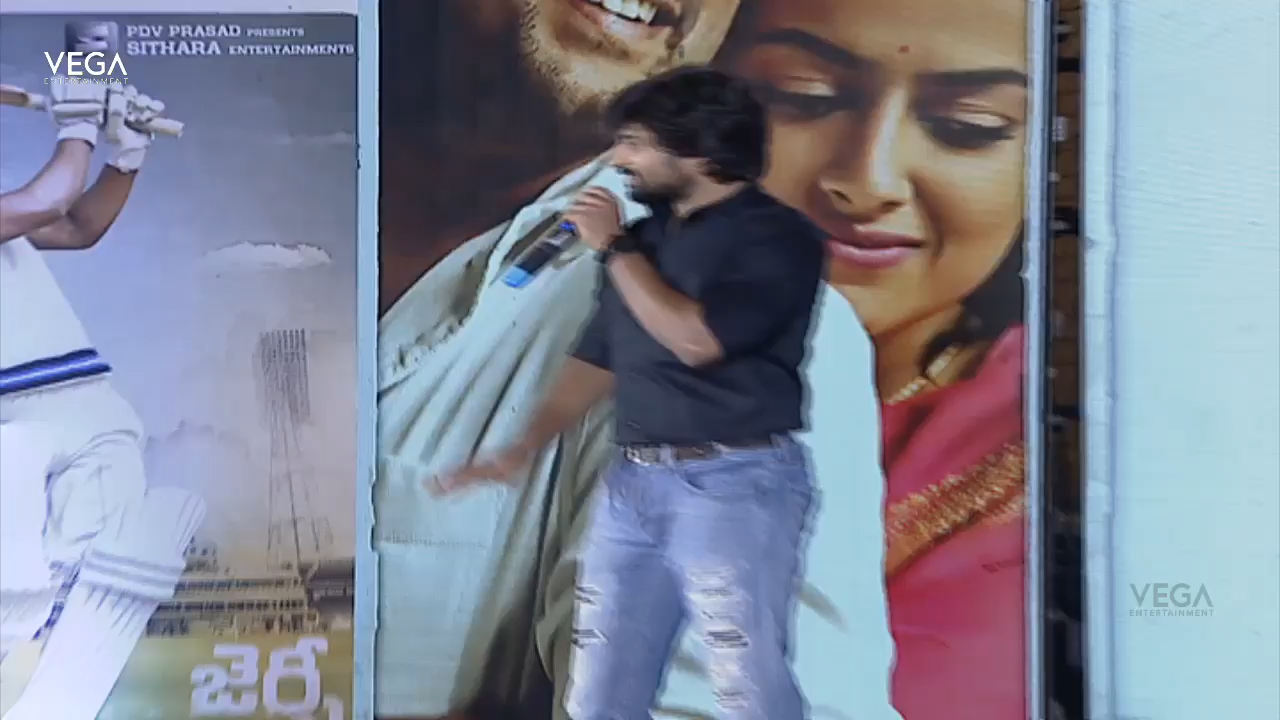 PDV PRASAD PRESENTS
SITHARA ENTERTAINMENTS
VEGA
ENTERTAINMENT
జెర్సీ
VEGA
ENTERTAINMENT